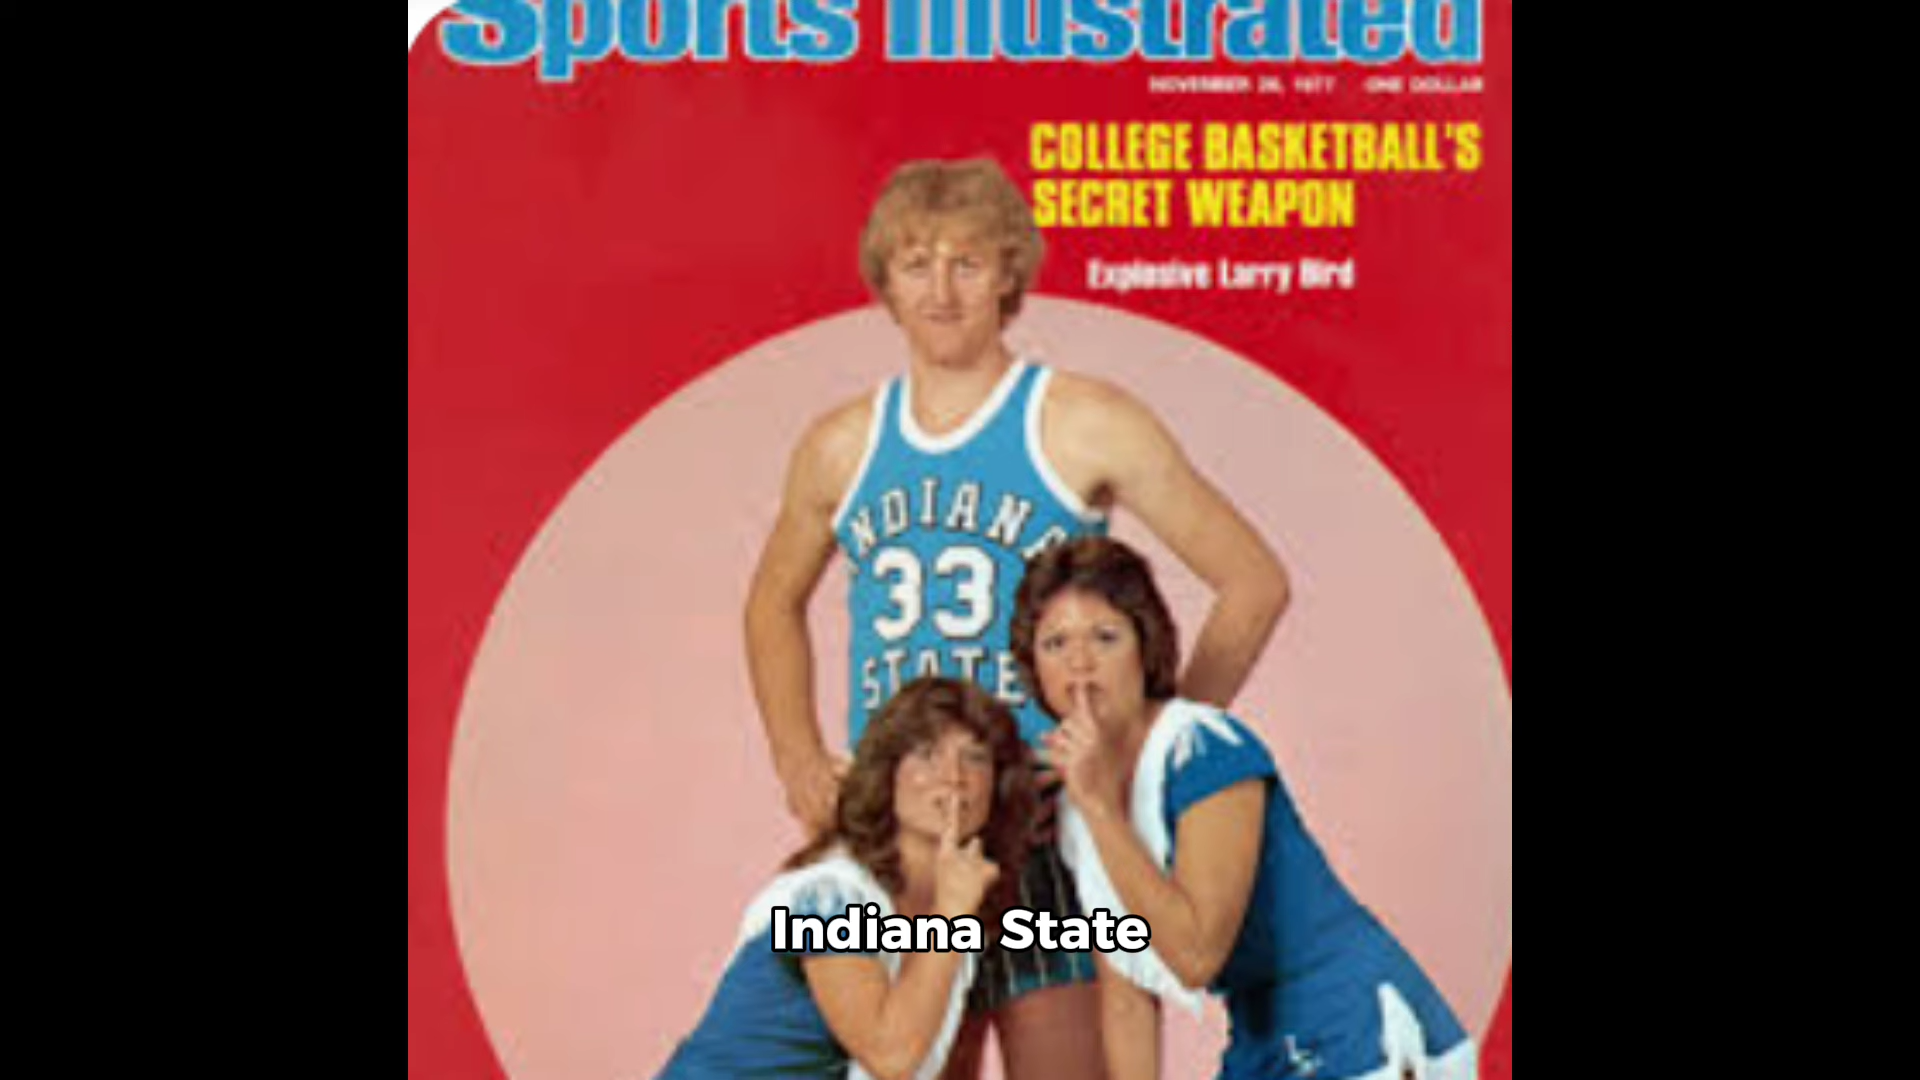 Sports Illustrated
NOVEMBER 28, 1977 ONE DOLLAR
COLLEGE BASKETBALL'S
SECRET WEAPON
Explosive Larry Bird
INDIANA
33
STATE
Indiana State